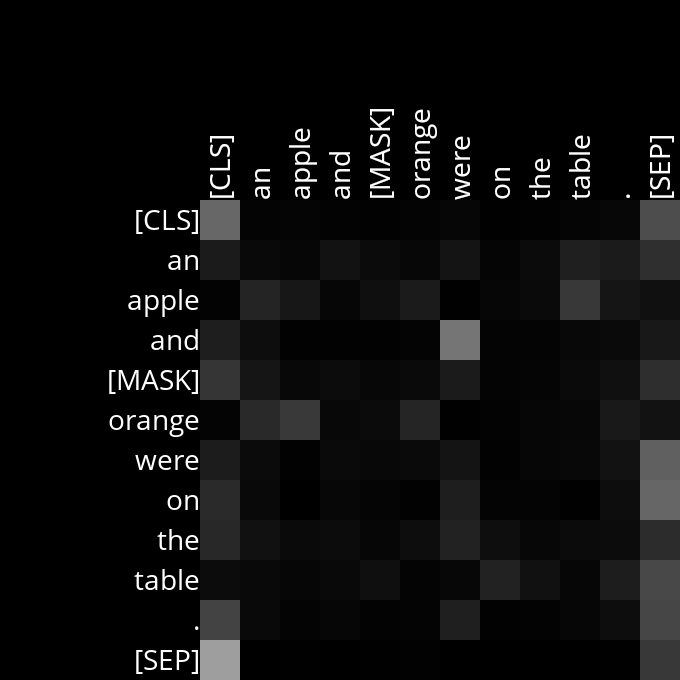 [CLS] an apple and [MASK] orange were on the table . [SEP]
[CLS]
an
apple
and
[MASK]
orange
were
on
the
table
.
[SEP]